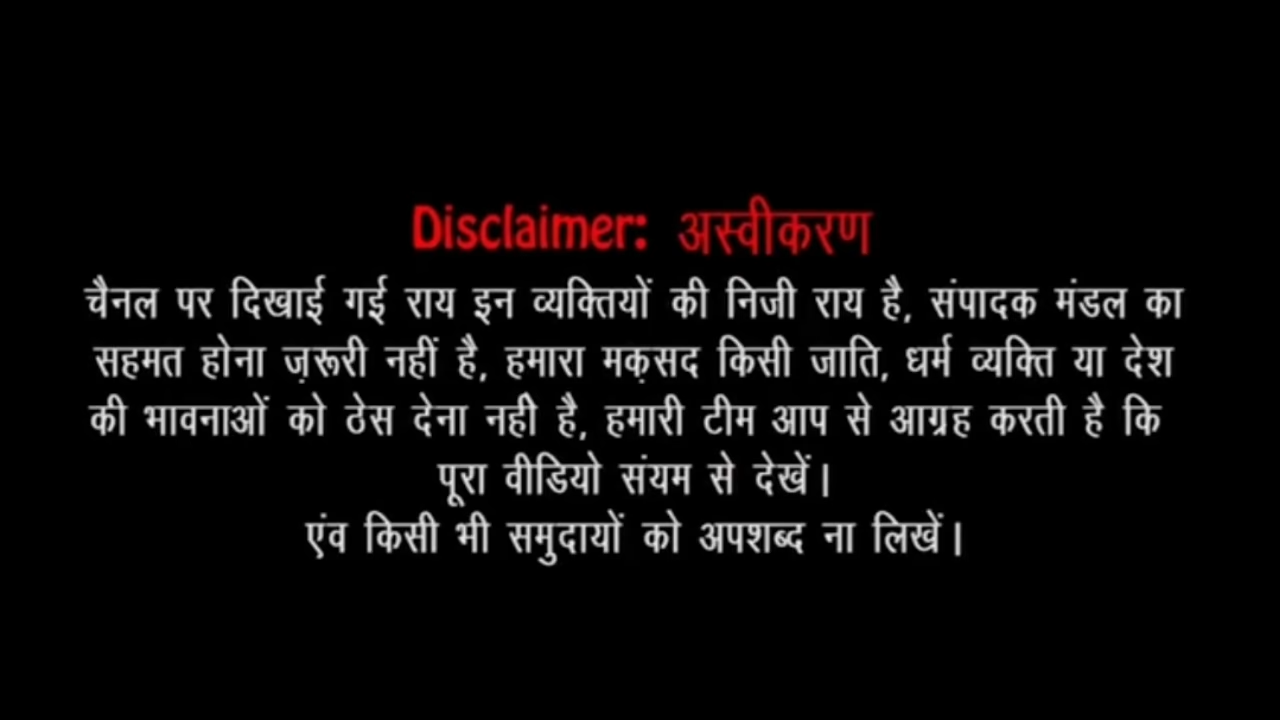 Disclaimer: अस्वीकरण
चैनल पर दिखाई गई राय इन व्यक्तियों की निजी राय है, संपादक मंडल का
सहमत होना ज़रूरी नहीं है, हमारा मक़सद किसी जाति, धर्म व्यक्ति या देश
की भावनाओं को ठेस देना नही है, हमारी टीम आप से आग्रह करती है कि
पूरा वीडियो संयम से देखें।
एंव किसी भी समुदायों को अपशब्द ना लिखें।